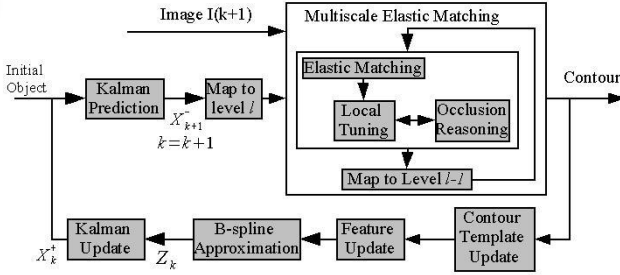 Image I(k+1)
Multiscale Elastic Matching
Initial
Object
Kalman
Prediction
X⁻ₖ₊₁
k=k+1
Map to
level l
Elastic Matching
Local
Tuning
Occlusion
Reasoning
Map to Level l-l
Contour
X⁺ₖ
Kalman
Update
Zₖ
B-spline
Approximation
Feature
Update
Contour
Template
Update